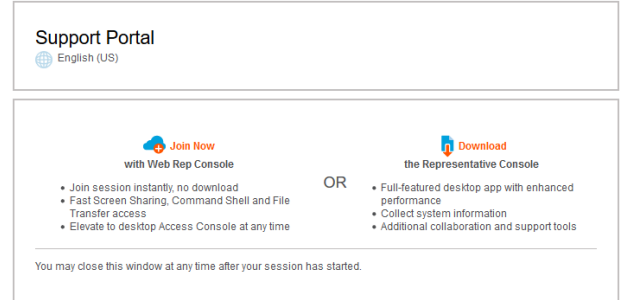 Support Portal
English (US)
Join Now
with Web Rep Console
• Join session instantly, no download
• Fast Screen Sharing, Command Shell and File
Transfer access
• Elevate to desktop Access Console at any time
OR
Download
the Representative Console
• Full-featured desktop app with enhanced
performance
• Collect system information
• Additional collaboration and support tools
You may close this window at any time after your session has started.